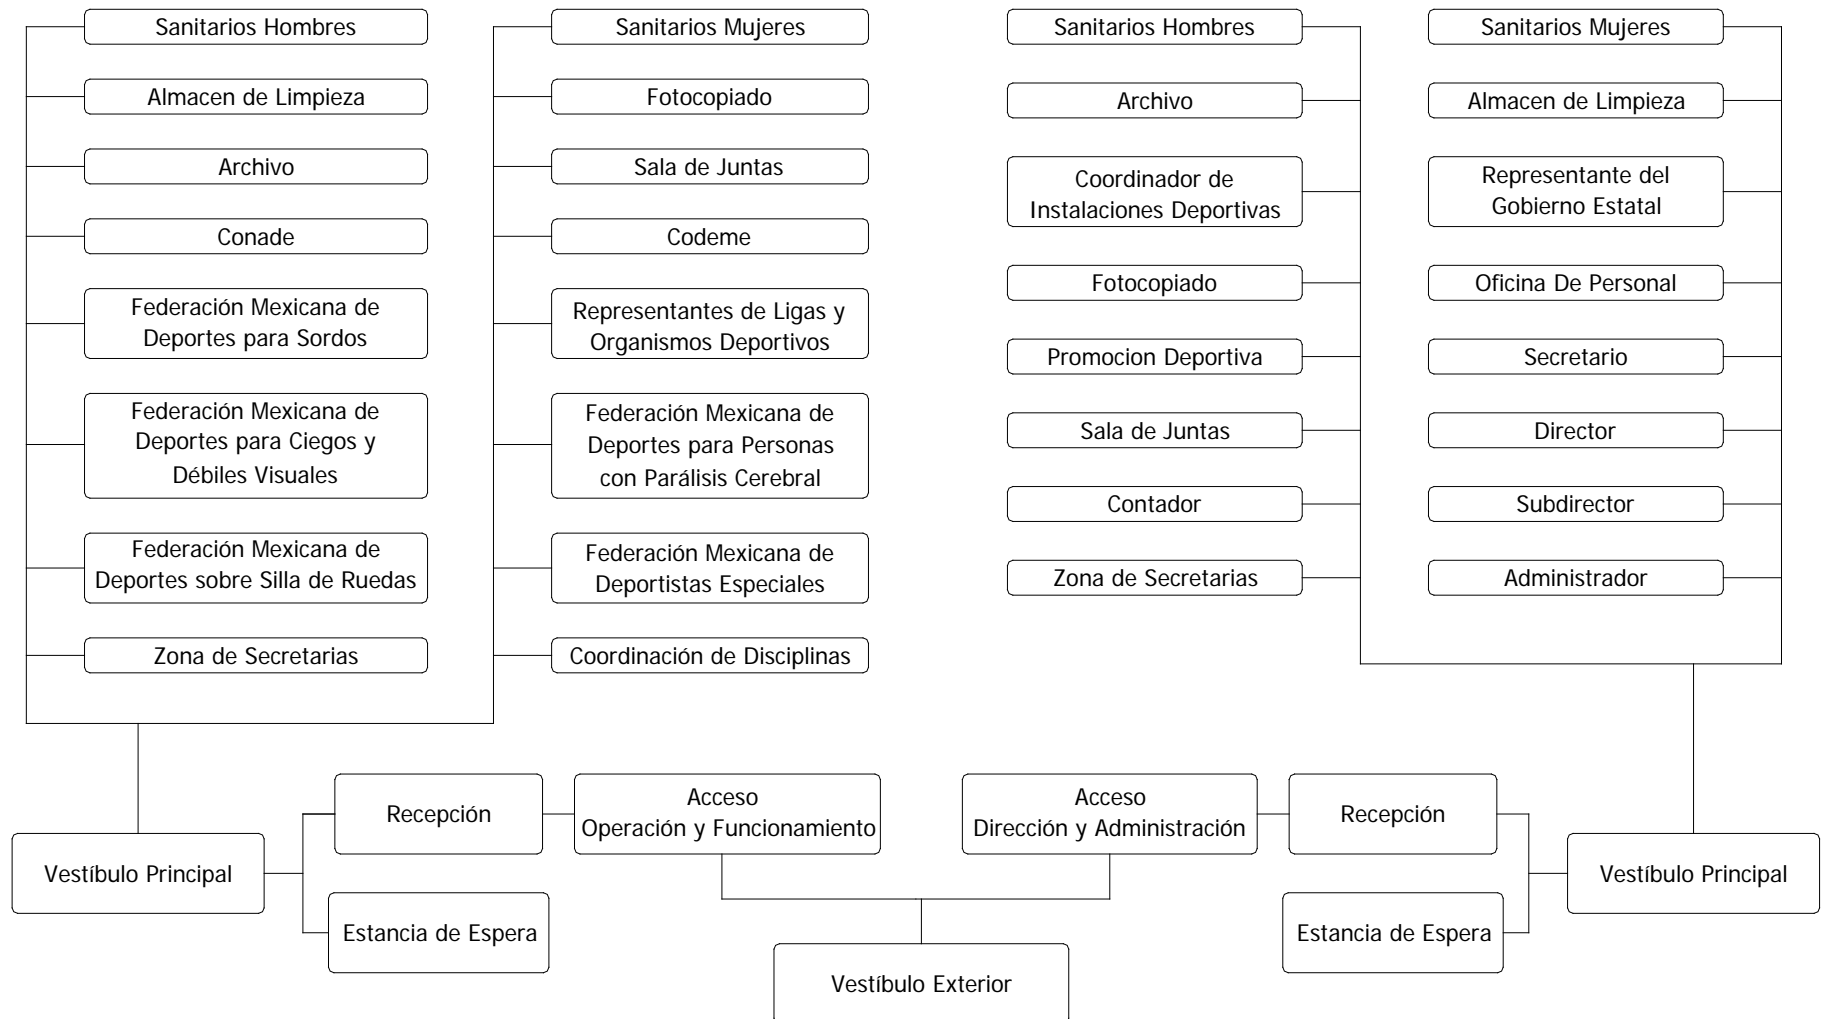 Sanitarios Hombres
Sanitarios Mujeres
Sanitarios Hombres
Sanitarios Mujeres
Almacen de Limpieza
Fotocopiado
Archivo
Almacen de Limpieza
Archivo
Sala de Juntas
Coordinador de
Instalaciones Deportivas
Representante del
Gobierno Estatal
Conade
Codeme
Fotocopiado
Oficina De Personal
Federación Mexicana de
Deportes para Sordos
Representantes de Ligas y
Organismos Deportivos
Promocion Deportiva
Secretario
Federación Mexicana de
Deportes para Ciegos y
Débiles Visuales
Federación Mexicana de
Deportes para Personas
con Parálisis Cerebral
Sala de Juntas
Director
Contador
Subdirector
Federación Mexicana de
Deportes sobre Silla de Ruedas
Federación Mexicana de
Deportistas Especiales
Zona de Secretarias
Administrador
Zona de Secretarias
Coordinación de Disciplinas
Recepción
Acceso
Operación y Funcionamiento
Acceso
Dirección y Administración
Recepción
Vestíbulo Principal
Vestíbulo Principal
Estancia de Espera
Estancia de Espera
Vestíbulo Exterior